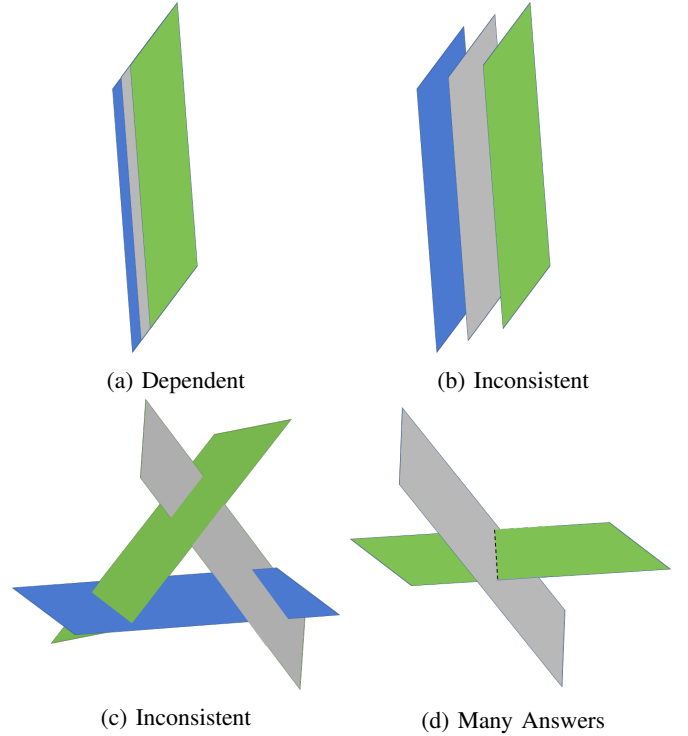 (a) Dependent
(b) Inconsistent
(c) Inconsistent
(d) Many Answers